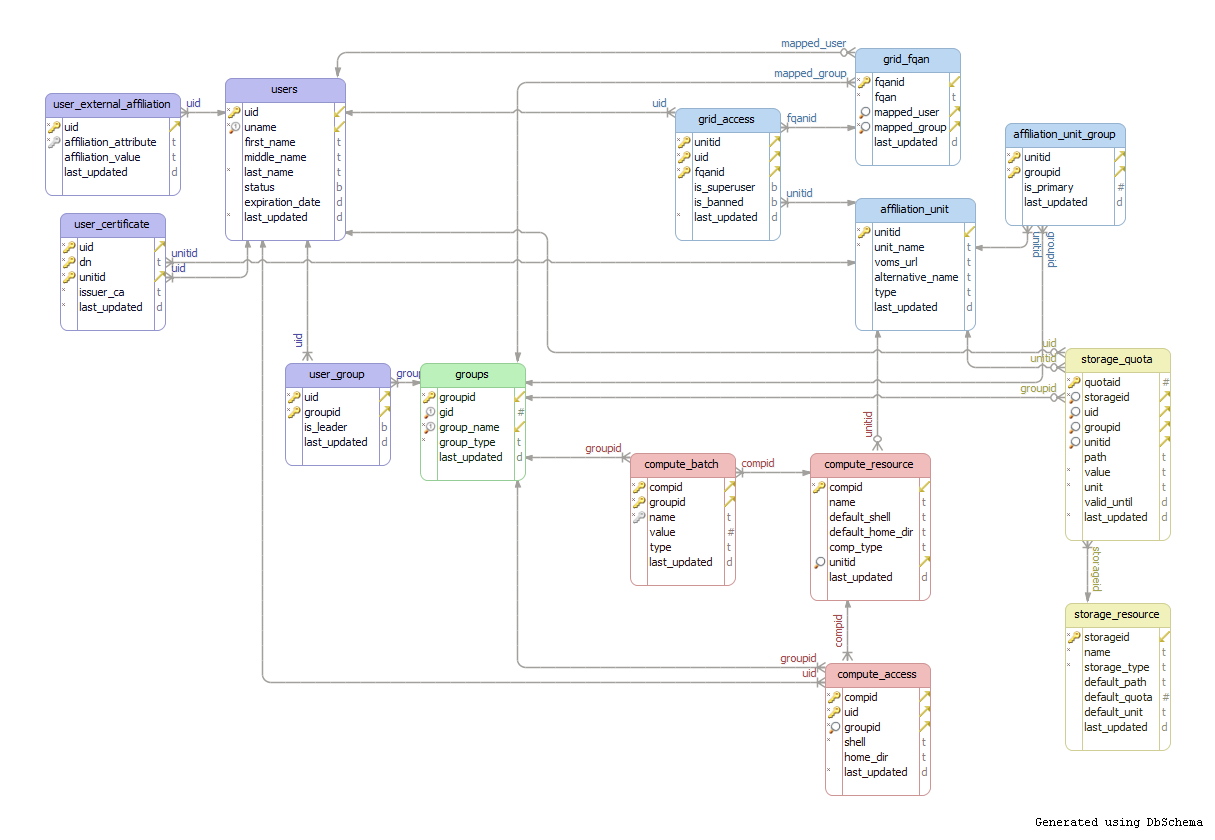 mapped_user
grid_fqan
mapped_group
fqanid
t
fqan
mapped_user
mapped_group
last_updated d
users
uid
uname
first_name t
middle_name t
last_name t
status b
expiration_date d
last_updated d
user_external_affiliation
uid
affiliation_attribute t
affiliation_value t
last_updated d
uid
uid
grid_access
unitid
uid
fqanid
is_superuser b
is_banned b
last_updated d
fqanid
unitid
affiliation_unit_group
unitid
groupid
is_primary #
last_updated d
user_certificate
uid
dn t
unitid
issuer_ca t
last_updated d
unitid
uid
affiliation_unit
unitid
unit_name t
voms_url t
alternative_name t
type t
last_updated d
unitid
groupid
uid
user_group
uid
groupid
is_leader b
last_updated d
group
groups
groupid
gid #
group_name
group_type t
last_updated d
uid
unitid
groupid
storage_quota
quotaid #
storageid
uid
groupid
unitid
path t
value t
unit t
valid_until d
last_updated d
unitid
groupid
compute_batch
compid
groupid
name t
value #
type t
last_updated d
compid
compute_resource
compid
name t
default_shell t
default_home_dir t
comp_type t
unitid
last_updated d
storageid
storage_resource
storageid
name t
storage_type t
default_path t
default_quota #
default_unit t
last_updated d
compid
groupid
uid
compute_access
compid
uid
groupid
shell t
home_dir t
last_updated d
Generated using DbSchema